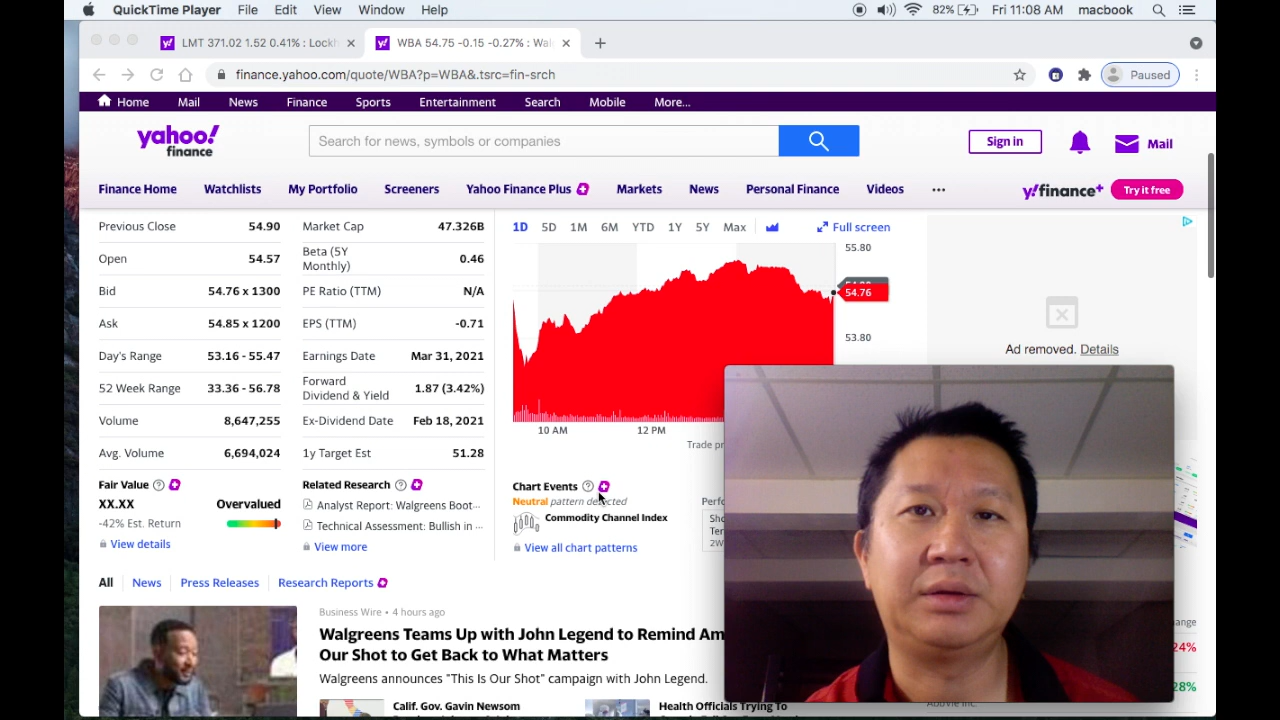 QuickTime Player File Edit View Window Help 82% Fri 11:08 AM macbook
LMT 371.02 1.52 0.41% : Lockh
WBA 54.75 -0.15 -0.27% : Wal
finance.yahoo.com/quote/WBA?p=WBA&.tsrc=fin-srch
Paused
Home Mail News Finance Sports Entertainment Search Mobile More...
yahoo!
finance
Search for news, symbols or companies
Sign in
Mail
Finance Home Watchlists My Portfolio Screeners Yahoo Finance Plus Markets News Personal Finance Videos
y!finance+ Try it free
Previous Close 54.90
Open 54.57
Bid 54.76 x 1300
Ask 54.85 x 1200
Day's Range 53.16 - 55.47
52 Week Range 33.36 - 56.78
Volume 8,647,255
Avg. Volume 6,694,024
Market Cap 47.326B
Beta (5Y
Monthly) 0.46
PE Ratio (TTM) N/A
EPS (TTM) -0.71
Earnings Date Mar 31, 2021
Forward
Dividend & Yield 1.87 (3.42%)
Ex-Dividend Date Feb 18, 2021
1y Target Est 51.28
1D 5D 1M 6M YTD 1Y 5Y Max Full screen
55.80
54.76
53.80
10 AM 12 PM
Trade pr
Ad removed. Details
Fair Value
XX.XX Overvalued
-42% Est. Return
View details
Related Research
Analyst Report: Walgreens Boot...
Technical Assessment: Bullish in ...
View more
Chart Events
Neutral pattern detected
Commodity Channel Index
View all chart patterns
Perfo
Sho
Ter
2W
All News Press Releases Research Reports
Business Wire • 4 hours ago
Walgreens Teams Up with John Legend to Remind Am
Our Shot to Get Back to What Matters
Walgreens announces "This Is Our Shot" campaign with John Legend.
Calif. Gov. Gavin Newsom
Health Officials Trying To
ange
24%
28%